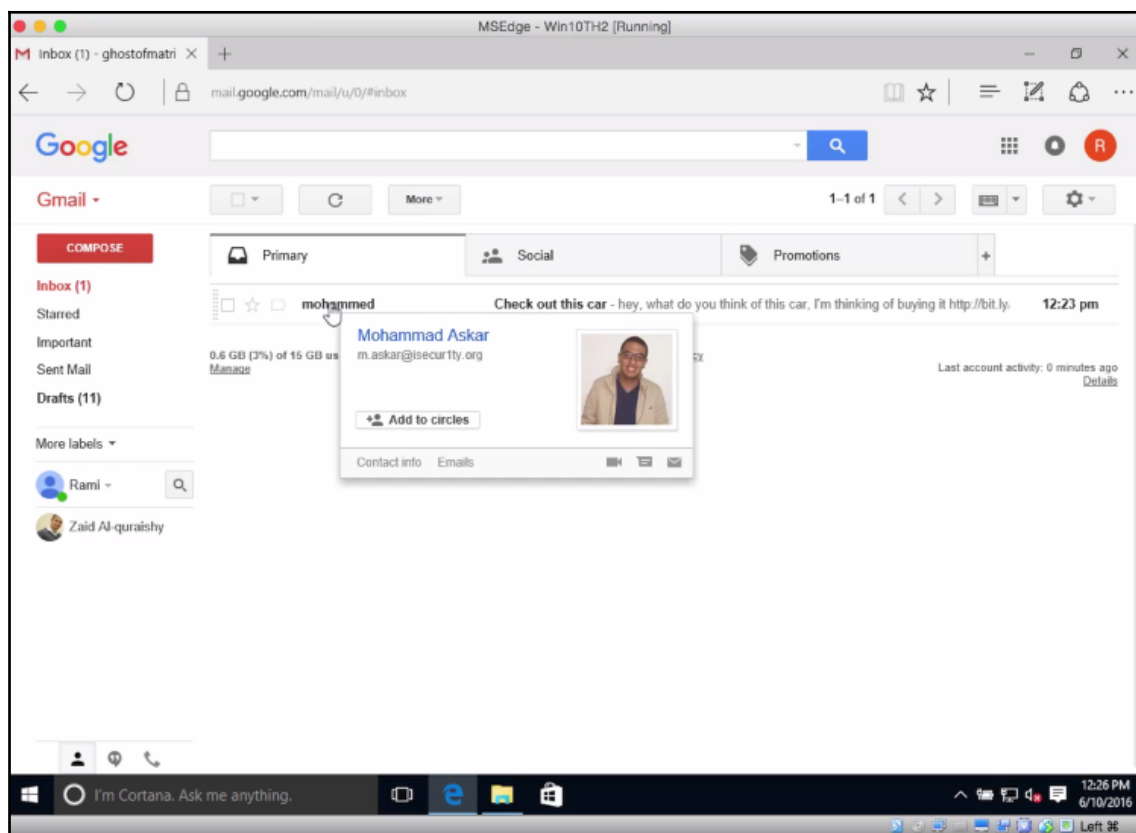 MSEdge - Win10TH2 [Running]
Inbox (1) - ghostofmatri
mail.google.com/mail/u/0/#inbox
Google
R
Gmail
More
1–1 of 1
COMPOSE
Primary
Social
Promotions
Inbox (1)
Starred
Important
Sent Mail
Drafts (11)
More labels
Rami
Zaid Al-quraishy
mohammed
Check out this car - hey, what do you think of this car, I'm thinking of buying it http://bit.ly/
12:23 pm
Mohammad Askar
m.askar@isecur1ty.org
Add to circles
Contact info Emails
0.6 GB (3%) of 15 GB us
Manage
Last account activity: 0 minutes ago
Details
I'm Cortana. Ask me anything.
12:26 PM
6/10/2016
Left ⌘